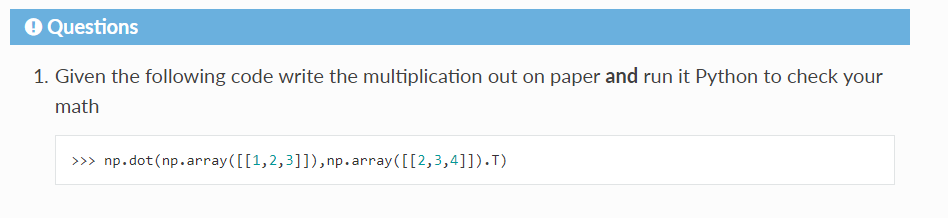 Questions
1. Given the following code write the multiplication out on paper and run it Python to check your
math
>>> np.dot(np.array([[1,2,3]]),np.array([[2,3,4]]).T)